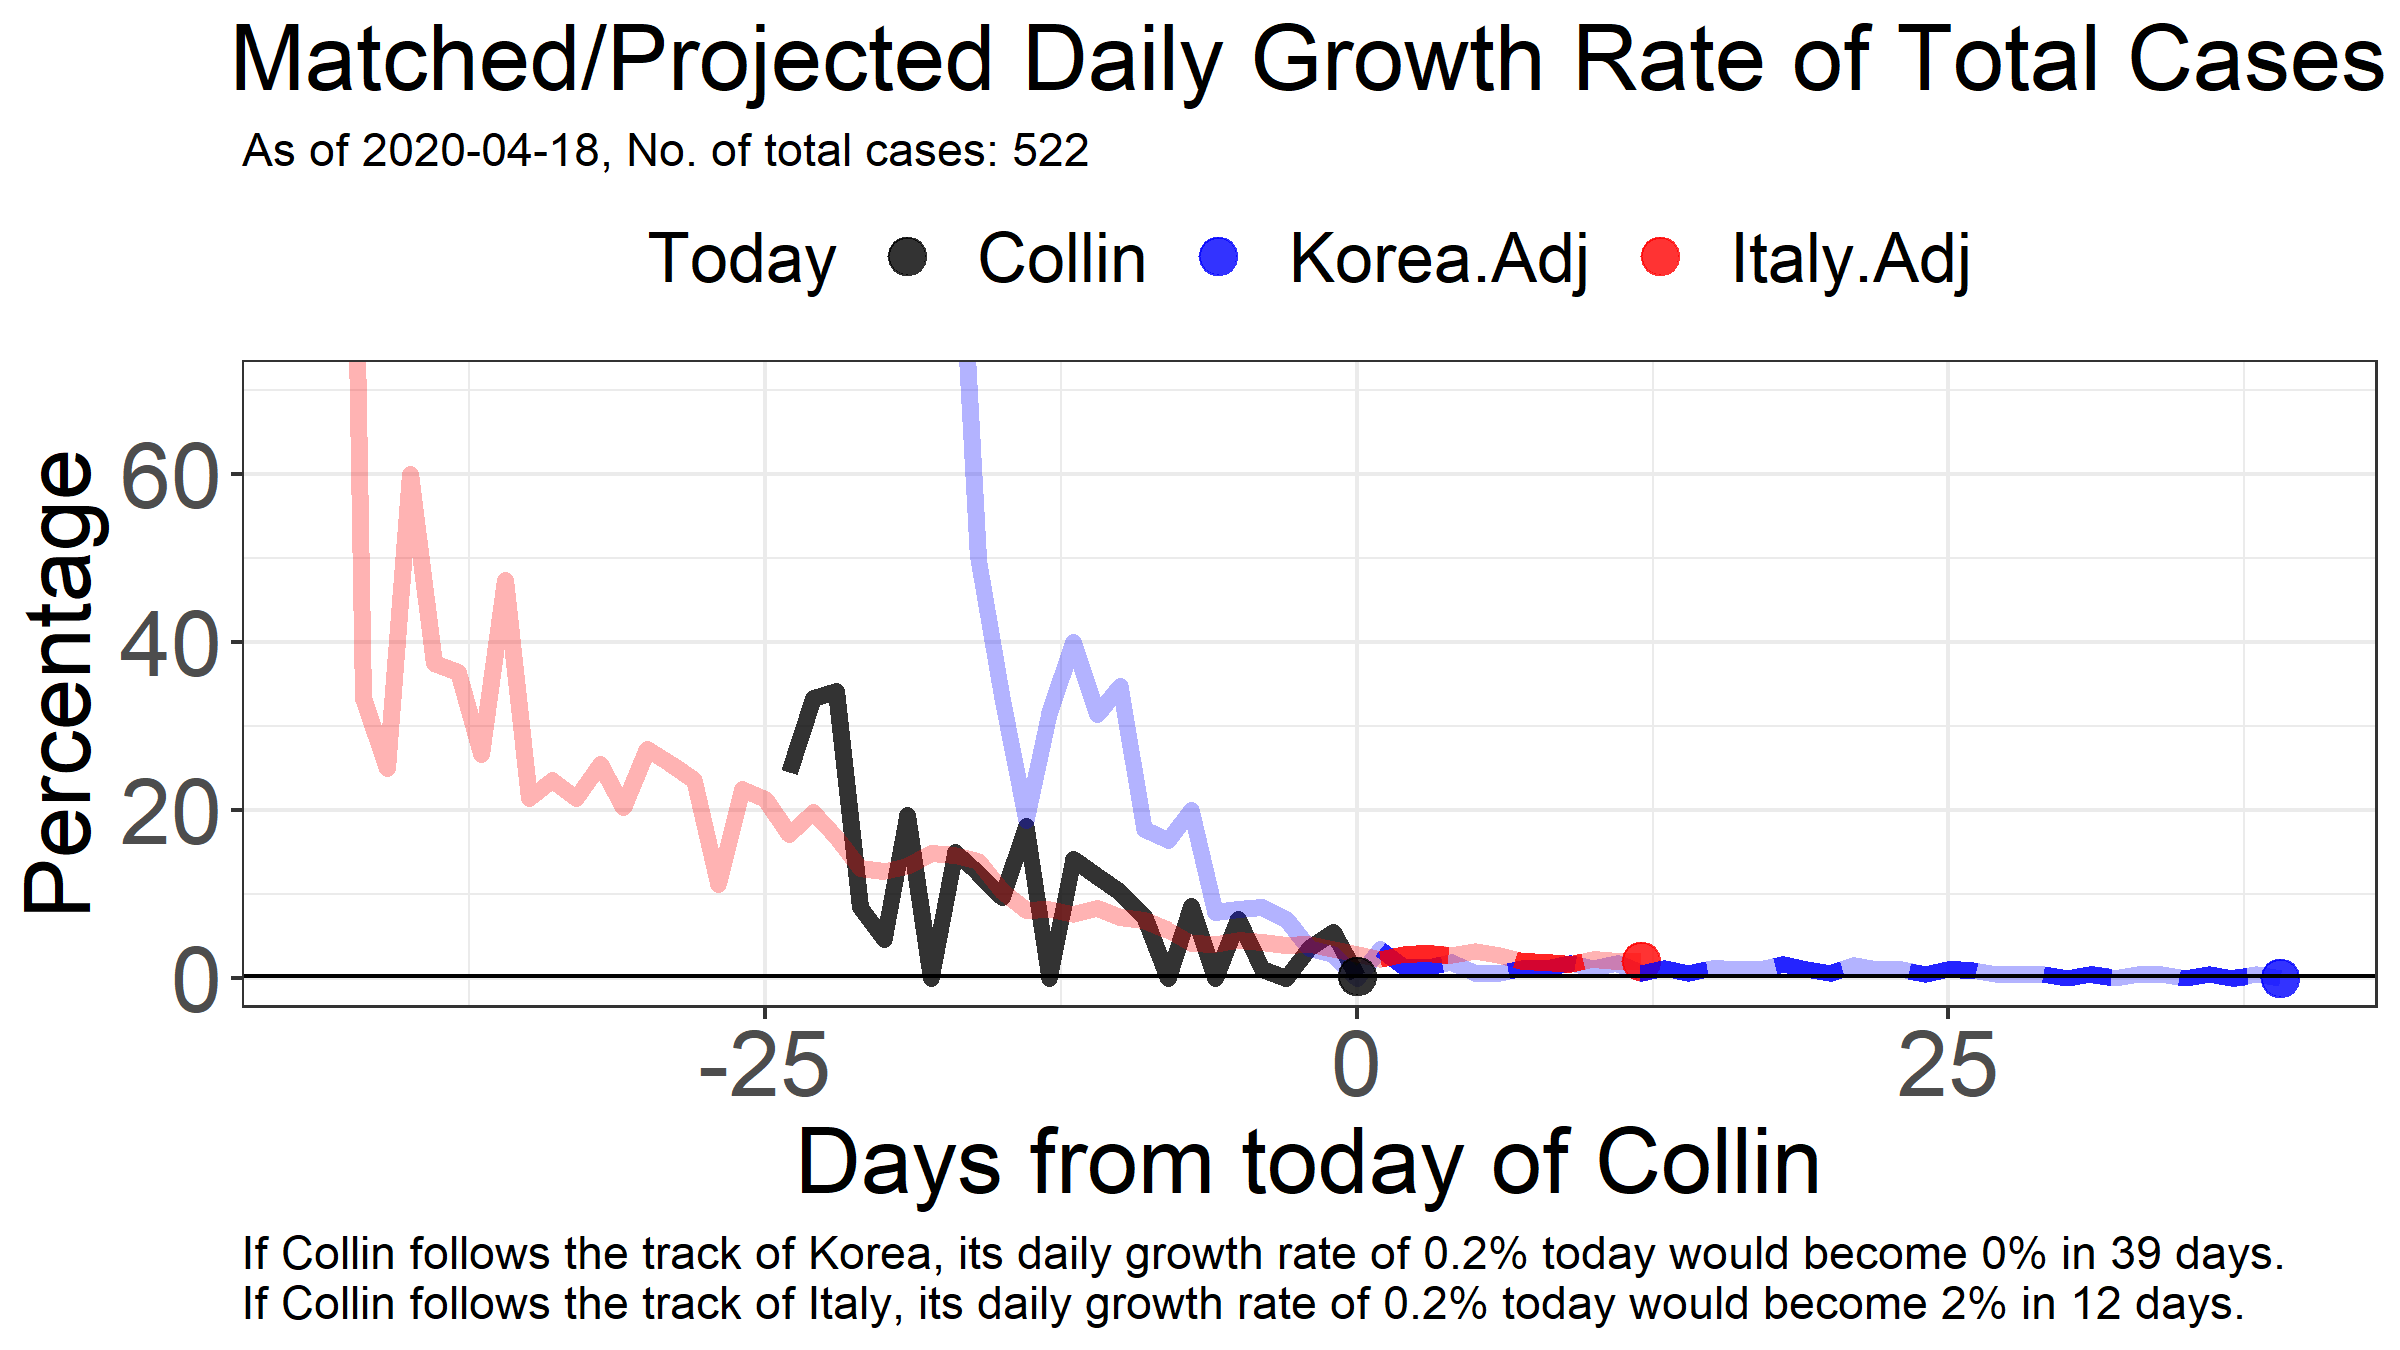 Matched/Projected Daily Growth Rate of Total Cases
As of 2020-04-18, No. of total cases: 522
Today Collin Korea.Adj Italy.Adj
Percentage
60
40
20
0
-25 0 25
Days from today of Collin
If Collin follows the track of Korea, its daily growth rate of 0.2% today would become 0% in 39 days.
If Collin follows the track of Italy, its daily growth rate of 0.2% today would become 2% in 12 days.